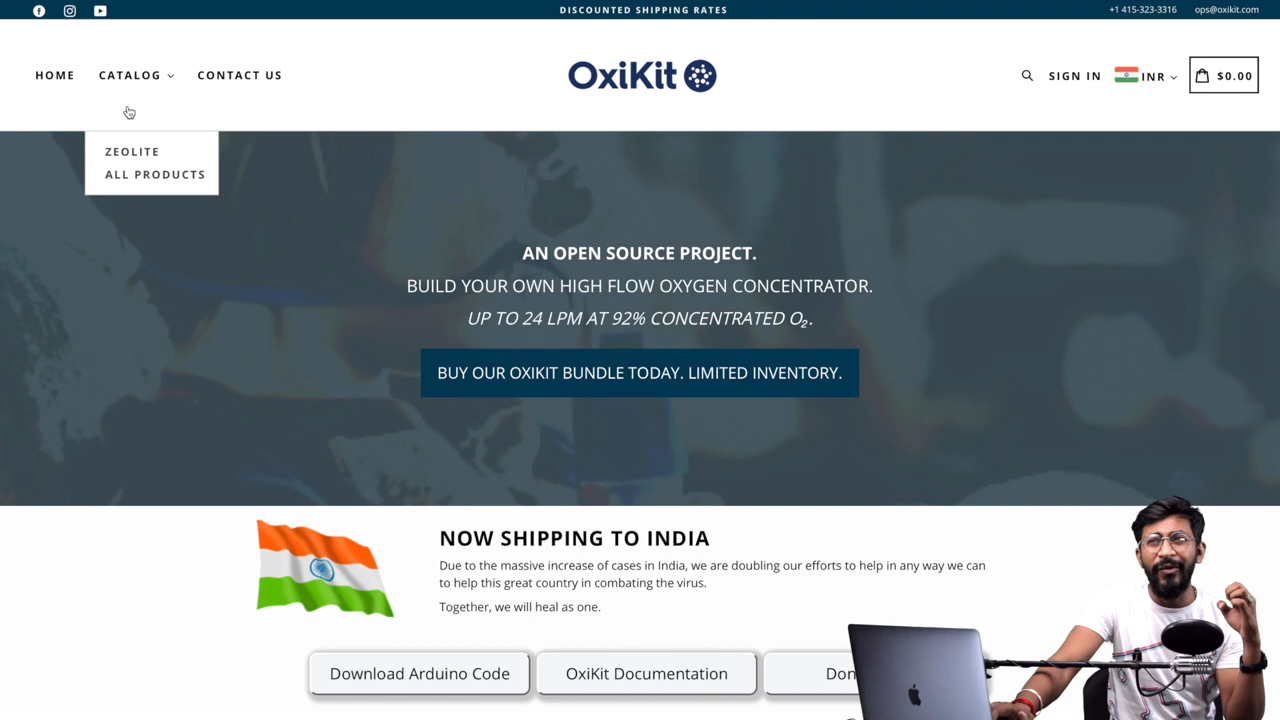 DISCOUNTED SHIPPING RATES
+1 415-323-3316
ops@oxikit.com
HOME
CATALOG
CONTACT US
OxiKit
SIGN IN
INR
$0.00
ZEOLITE
ALL PRODUCTS
AN OPEN SOURCE PROJECT.
BUILD YOUR OWN HIGH FLOW OXYGEN CONCENTRATOR.
UP TO 24 LPM AT 92% CONCENTRATED O₂.
BUY OUR OXIKIT BUNDLE TODAY. LIMITED INVENTORY.
NOW SHIPPING TO INDIA
Due to the massive increase of cases in India, we are doubling our efforts to help in any way we can
to help this great country in combating the virus.
Together, we will heal as one.
Download Arduino Code
OxiKit Documentation
Don